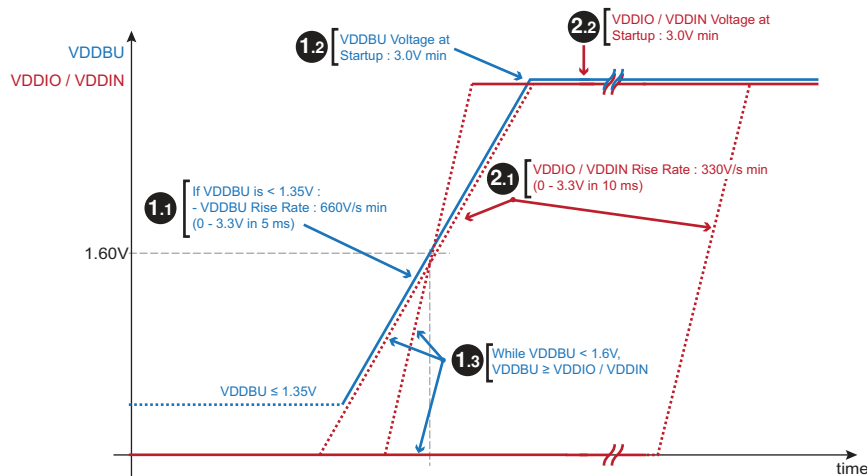 VDDBU
VDDIO / VDDIN
1.2
VDDBU Voltage at
Startup : 3.0V min
2.2
VDDIO / VDDIN Voltage at
Startup : 3.0V min
1.1
If VDDBU is < 1.35V :
- VDDBU Rise Rate : 660V/s min
(0 - 3.3V in 5 ms)
2.1
VDDIO / VDDIN Rise Rate : 330V/s min
(0 - 3.3V in 10 ms)
1.60V
1.3
While VDDBU < 1.6V,
VDDBU ≥ VDDIO / VDDIN
VDDBU ≤ 1.35V
time